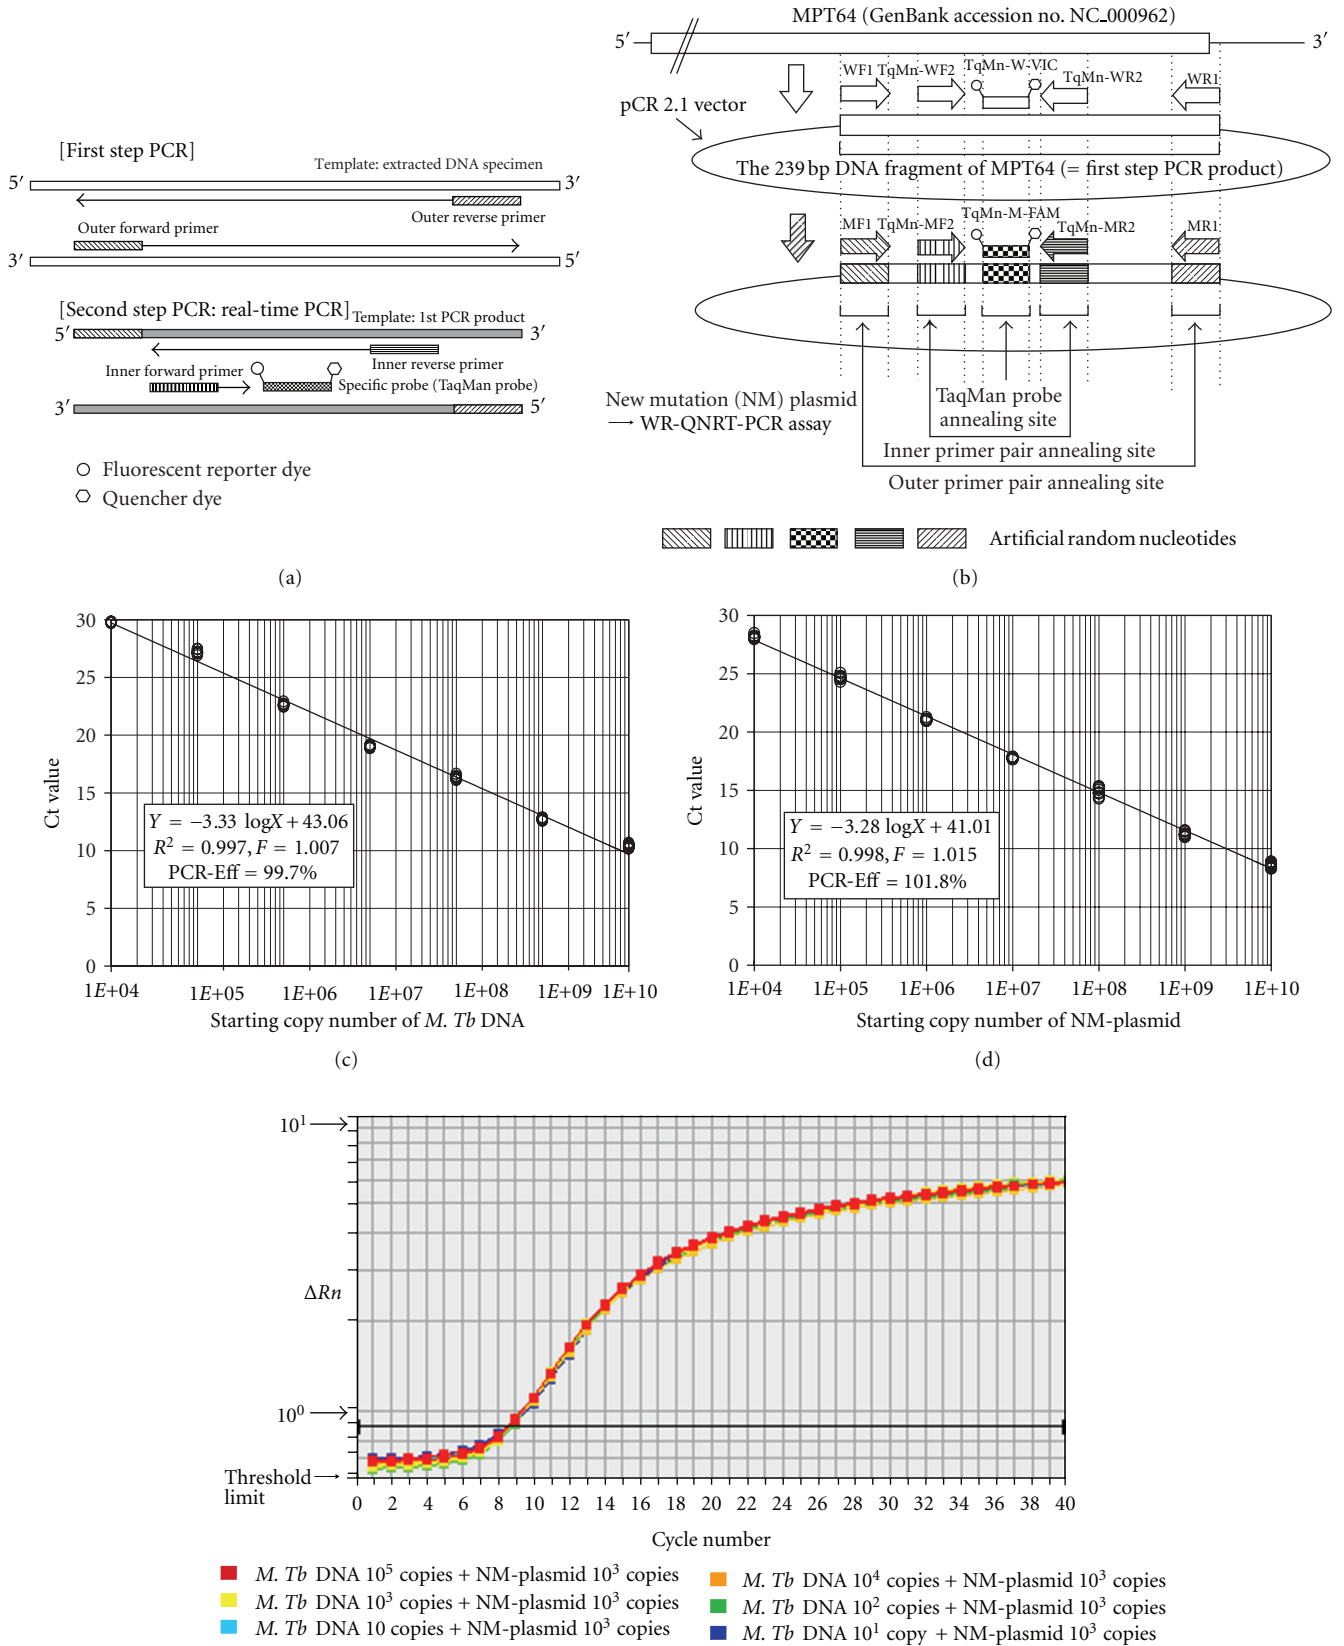 [First step PCR]
Template: extracted DNA specimen
5′ 3′
Outer reverse primer
Outer forward primer
3′ 5′
[Second step PCR: real-time PCR]
Template: 1st PCR product
5′ 3′
Inner reverse primer
Inner forward primer
Specific probe (TaqMan probe)
3′ 5′
Fluorescent reporter dye
Quencher dye
(a)
MPT64 (GenBank accession no. NC_000962)
5′ 3′
WF1 TqMn-WF2 TqMn-W-VIC TqMn-WR2 WR1
pCR 2.1 vector
The 239 bp DNA fragment of MPT64 (= first step PCR product)
MF1 TqMn-MF2 TqMn-M-FAM TqMn-MR2 MR1
New mutation (NM) plasmid
→ WR-QNRT-PCR assay
TaqMan probe
annealing site
Inner primer pair annealing site
Outer primer pair annealing site
Artificial random nucleotides
(b)
30
25
20
15
10
5
0
Ct value
Y = −3.33 logX + 43.06
R² = 0.997, F = 1.007
PCR-Eff = 99.7%
1E+04 1E+05 1E+06 1E+07 1E+08 1E+09 1E+10
Starting copy number of M. Tb DNA
(c)
30
25
20
15
10
5
0
Ct value
Y = −3.28 logX + 41.01
R² = 0.998, F = 1.015
PCR-Eff = 101.8%
1E+04 1E+05 1E+06 1E+07 1E+08 1E+09 1E+10
Starting copy number of NM-plasmid
(d)
10¹
ΔRn
10⁰
Threshold
limit
0 2 4 6 8 10 12 14 16 18 20 22 24 26 28 30 32 34 36 38 40
Cycle number
M. Tb DNA 10⁵ copies + NM-plasmid 10³ copies
M. Tb DNA 10³ copies + NM-plasmid 10³ copies
M. Tb DNA 10 copies + NM-plasmid 10³ copies
M. Tb DNA 10⁴ copies + NM-plasmid 10³ copies
M. Tb DNA 10² copies + NM-plasmid 10³ copies
M. Tb DNA 10¹ copy + NM-plasmid 10³ copies